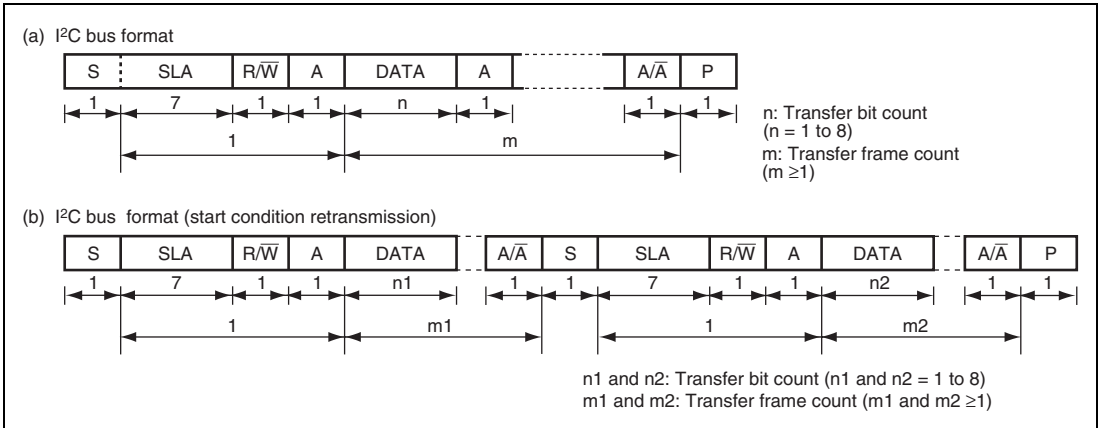 (a) I²C bus format
S SLA R/W̅ A DATA A A/A̅ P
1 7 1 1 n 1 1 1
1 m
n: Transfer bit count
(n = 1 to 8)
m: Transfer frame count
(m ≥1)
(b) I²C bus format (start condition retransmission)
S SLA R/W̅ A DATA A/A̅ S SLA R/W̅ A DATA A/A̅ P
1 7 1 1 n1 1 1 7 1 1 n2 1 1
1 m1 1 m2
n1 and n2: Transfer bit count (n1 and n2 = 1 to 8)
m1 and m2: Transfer frame count (m1 and m2 ≥1)